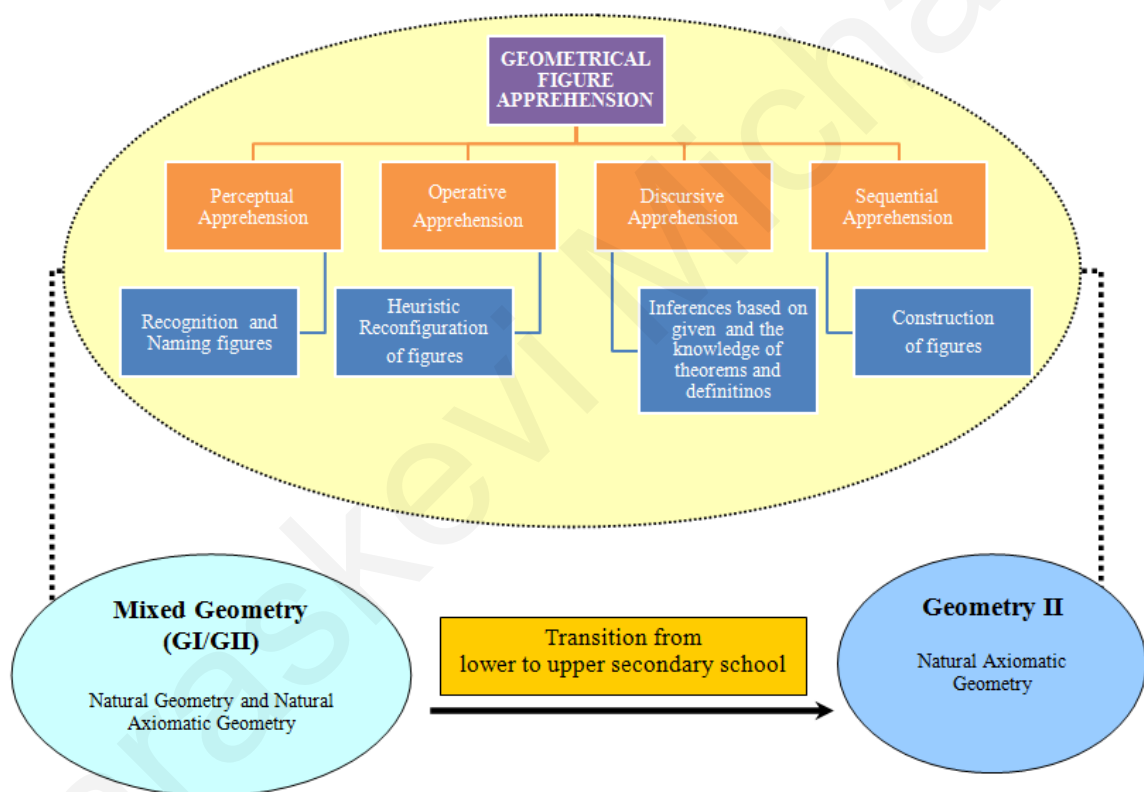 GEOMETRICAL
FIGURE
APPREHENSION
Perceptual
Apprehension
Operative
Apprehension
Discursive
Apprehension
Sequential
Apprehension
Recognition and
Naming figures
Heuristic
Reconfiguration
of figures
Inferences based on
given and the
knowledge of
theorems and
definitinos
Construction
of figures
Mixed Geometry
(GI/GII)
Natural Geometry and Natural
Axiomatic Geometry
Transition from
lower to upper secondary school
Geometry II
Natural Axiomatic
Geometry